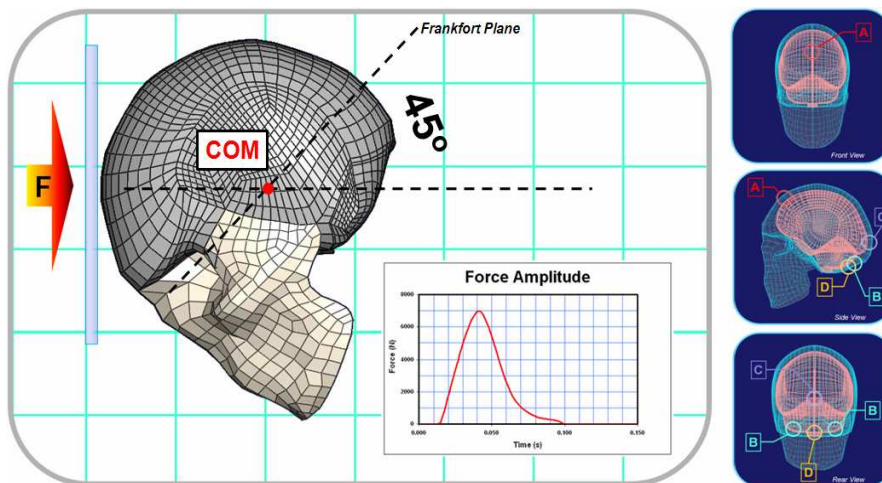 Frankfort Plane
45°
COM
F
Force Amplitude
8000
6000
4000
2000
0
Force (N)
0.000
0.050
0.100
0.150
Time (s)
A
Front View
A
C
D
B
Side View
C
B
B
D
Rear View